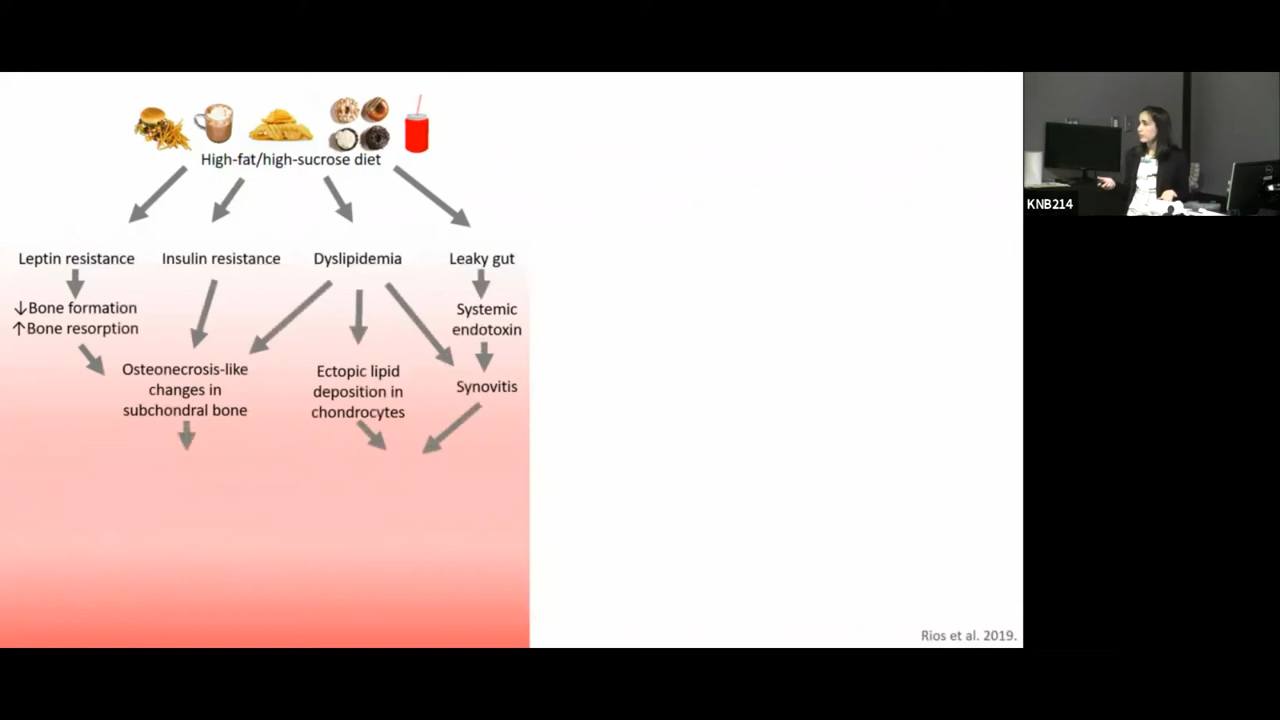 High-fat/high-sucrose diet
Leptin resistance
Insulin resistance
Dyslipidemia
Leaky gut
↓Bone formation
↑Bone resorption
Systemic
endotoxin
Osteonecrosis-like
changes in
subchondral bone
Ectopic lipid
deposition in
chondrocytes
Synovitis
Rios et al. 2019.
KNB214